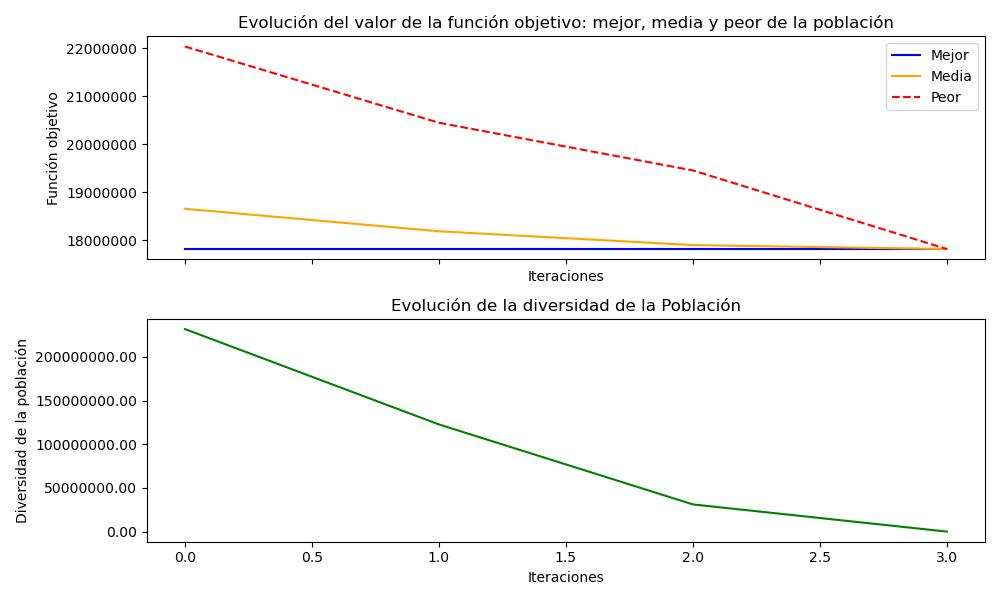 Evolución del valor de la función objetivo: mejor, media y peor de la población
22000000
21000000
20000000
19000000
18000000
Función objetivo
Mejor
Media
Peor
Iteraciones
Evolución de la diversidad de la Población
200000000.00
150000000.00
100000000.00
50000000.00
0.00
Diversidad de la población
0.0 0.5 1.0 1.5 2.0 2.5 3.0
Iteraciones